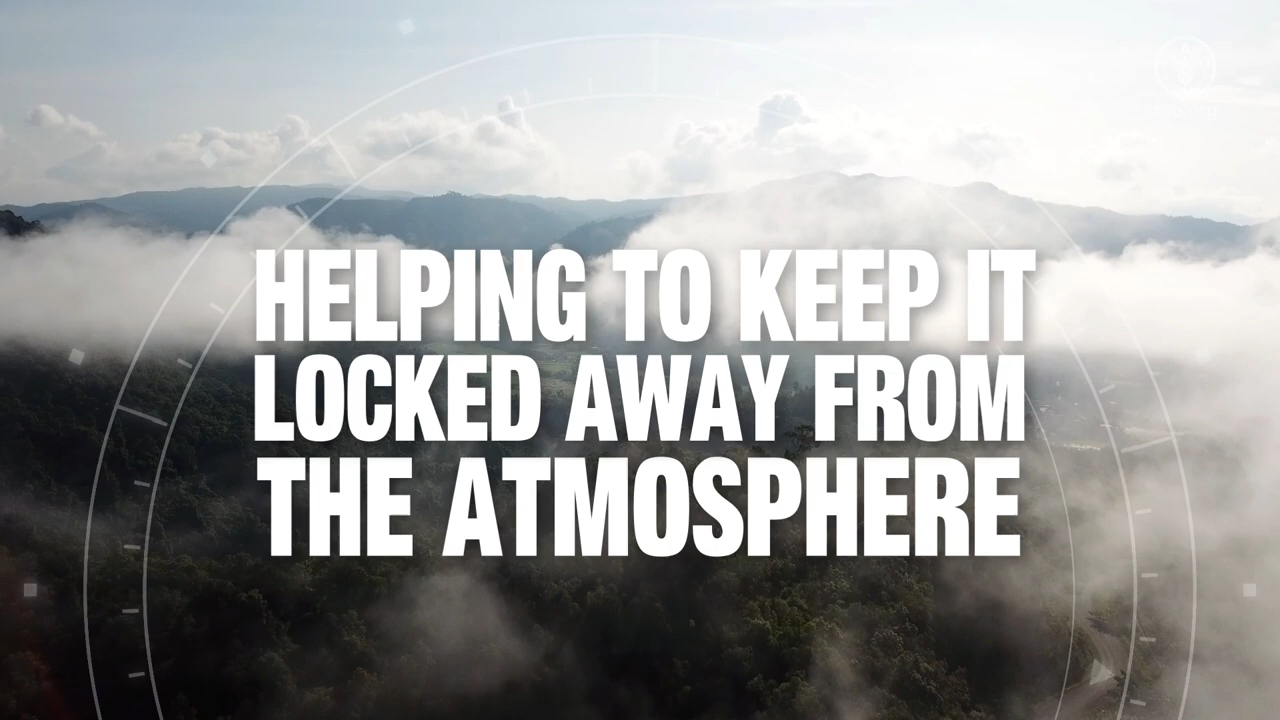 HELPING TO KEEP IT
LOCKED AWAY FROM
THE ATMOSPHERE